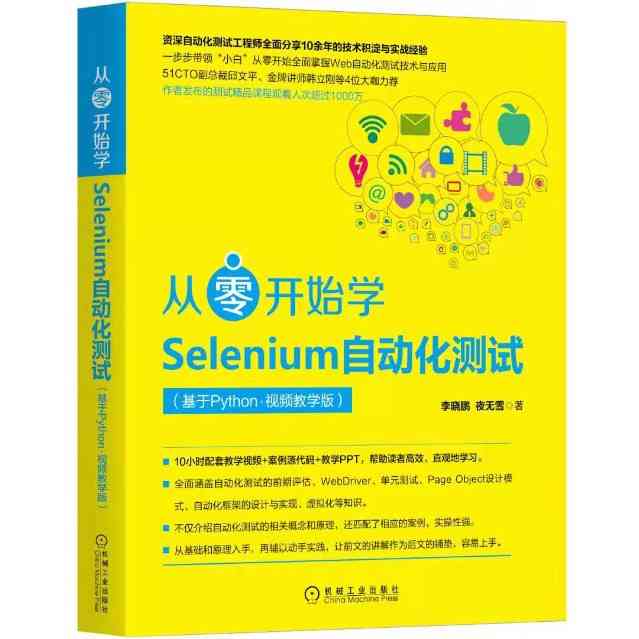 资深自动化测试工程师全面分享10余年的技术积淀与实战经验
一步步带领“小白”从零开始全面掌握Web自动化测试技术与应用
51CTO副总裁邱文平、金牌讲师韩立刚等4位大咖力荐
作者发布的测试精品课程观看人次超过1000万
从零开始学
Selenium自动化测试
（基于Python·视频教学版）
李晓鹏 夜无雪◎著
10小时配套教学视频+案例源代码+教学PPT，帮助读者高效、直观地学习。
全面涵盖自动化测试的前期评估、WebDriver、单元测试、Page Object设计模
式、自动化框架的设计与实现、虚拟化等知识。
不仅介绍自动化测试的相关概念和原理，还匹配了相应的案例，实操性强。
从基础和原理入手，再辅以动手实践，让前文的讲解作为后文的铺垫，容易上手。
机械工业出版社
China Machine Press
从零开始学
Selenium自动化测试
（基于Python·视频教学版）
机械工业出版社
China Machine Press